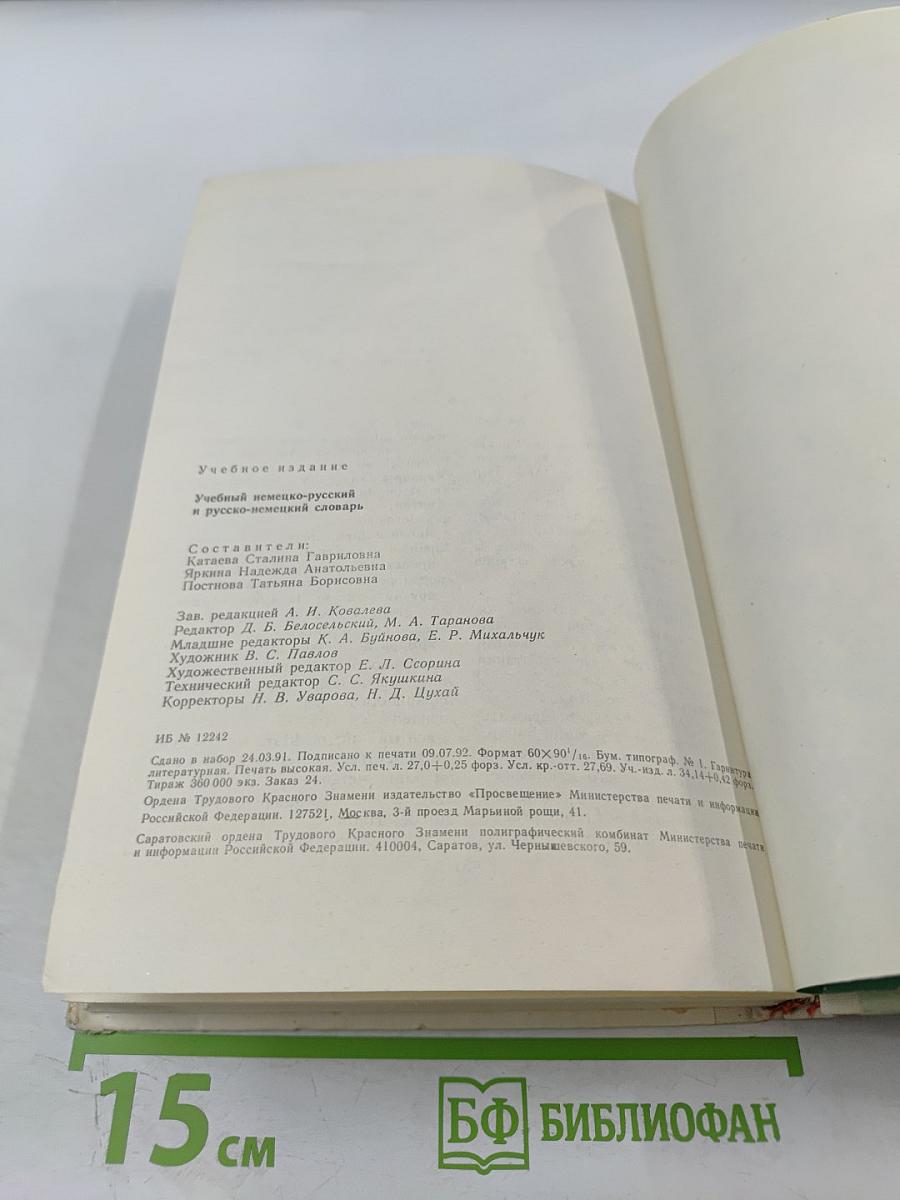 Учебное издание
Учебный немецко-русский
и русско-немецкий словарь
Составители:
Катаева Сталина Гавриловна
Яркина Надежда Анатольевна
Постнова Татьяна Борисовна
Зав. редакцией А. И. Ковалева
Редактор Д. Б. Белосельский, М. А. Таранова
Младшие редакторы К. А. Буйнова, Е. Р. Михальчук
Художник В. С. Павлов
Художественный редактор Е. Л. Ссорина
Технический редактор С. С. Якушкина
Корректоры Н. В. Уварова, Н. Д. Цухай
ИБ № 12242
Сдано в набор 24.03.91. Подписано к печати 09.07.92. Формат 60×90¹/₁₆. Бум. типограф. № 1. Гарнитура
литературная. Печать высокая. Усл. печ. л. 27,0+0,25 форз. Усл. кр.-отт. 27,69. Уч.-изд. л. 34,14+0,42 форз.
Тираж 360 000 экз. Заказ 24.
Ордена Трудового Красного Знамени издательство «Просвещение» Министерства печати и информации
Российской Федерации. 127521, Москва, 3-й проезд Марьиной рощи, 41.
Саратовский ордена Трудового Красного Знамени полиграфический комбинат Министерства печати
и информации Российской Федерации. 410004, Саратов, ул. Чернышевского, 59.
15 см
БФ БИБЛИОФАН